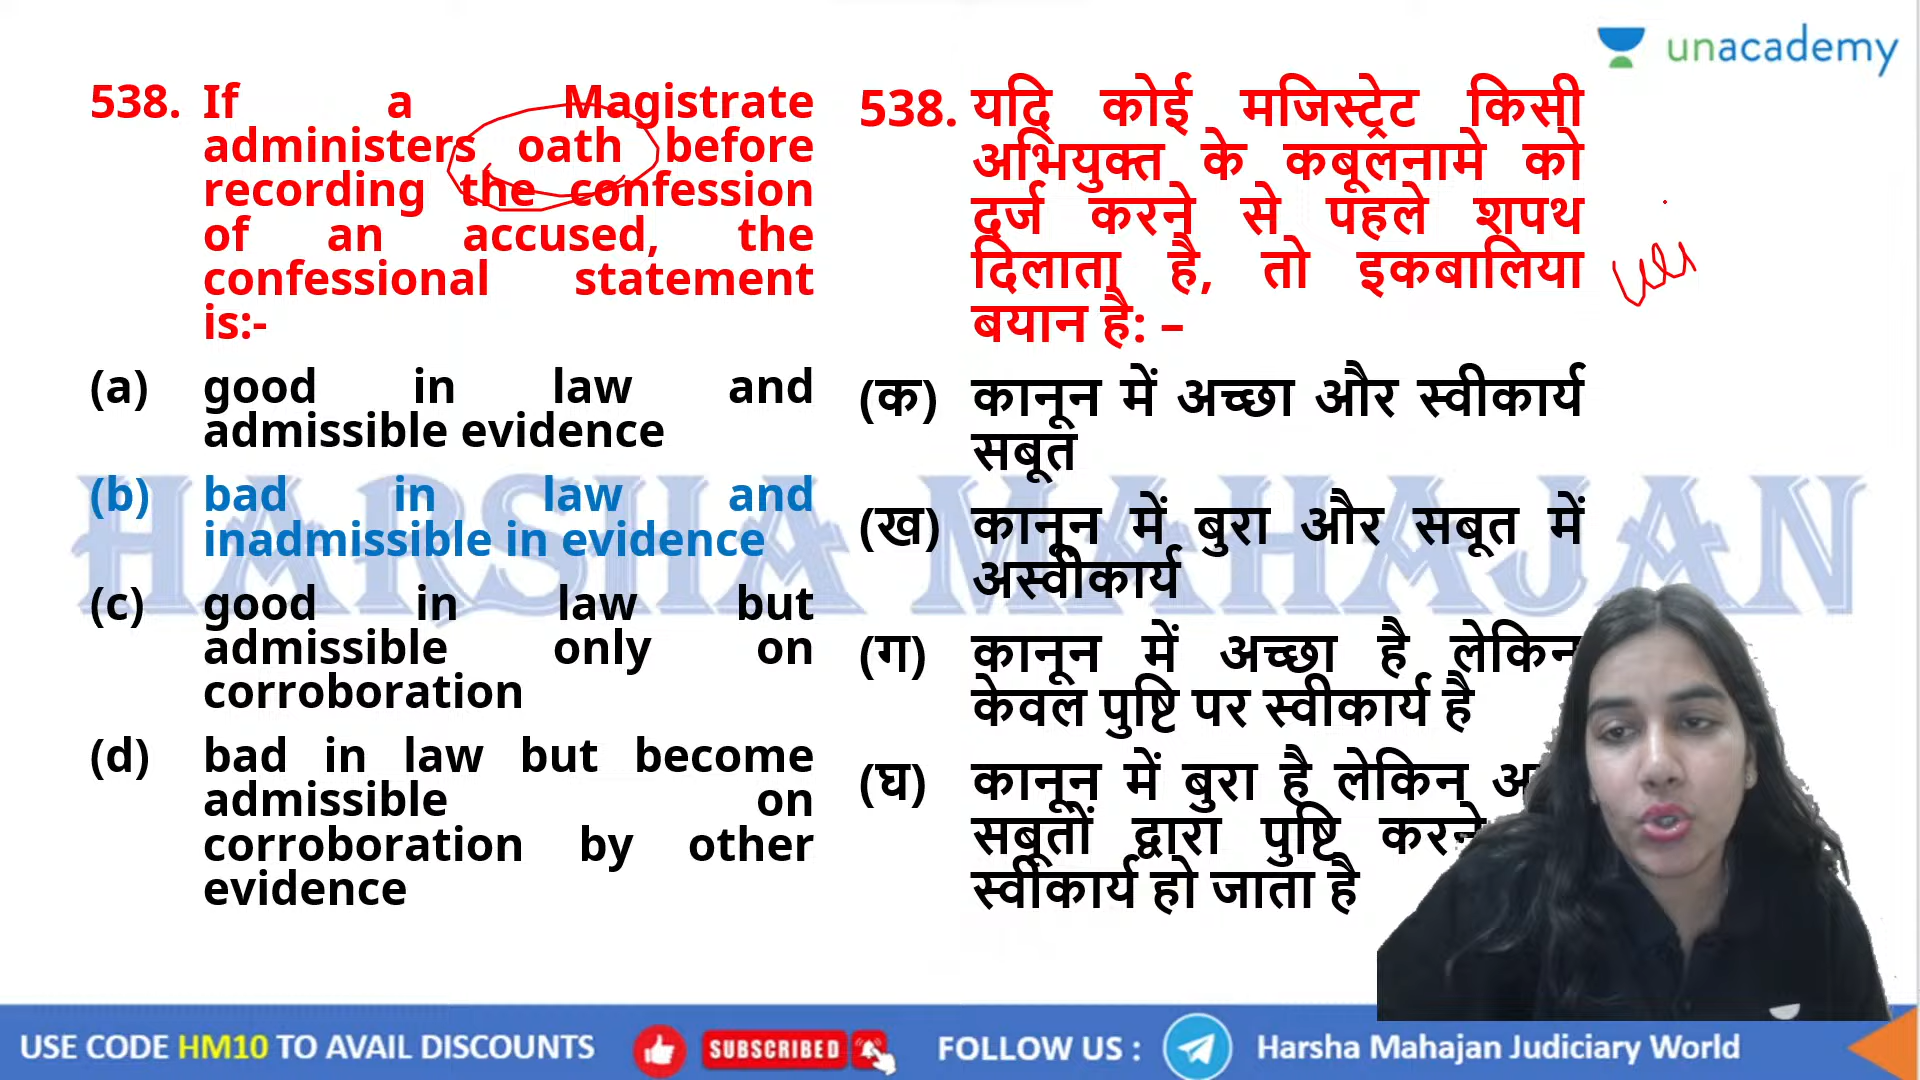 unacademy
538. If a Magistrate
administers oath before
recording the confession
of an accused, the
confessional statement
is:-
(a) good in law and
admissible evidence
(b) bad in law and
inadmissible in evidence
(c) good in law but
admissible only on
corroboration
(d) bad in law but become
admissible on
corroboration by other
evidence
538. यदि कोई मजिस्ट्रेट किसी
अभियुक्त के कबूलनामे को
दर्ज करने से पहले शपथ
दिलाता है, तो इकबालिया
बयान है: –
(क) कानून में अच्छा और स्वीकार्य
सबूत
(ख) कानून में बुरा और सबूत में
अस्वीकार्य
(ग) कानून में अच्छा है लेकिन
केवल पुष्टि पर स्वीकार्य है
(घ) कानून में बुरा है लेकिन
सबूतों द्वारा पुष्टि करने
स्वीकार्य हो जाता है
HARSHA MAHAJAN
USE CODE HM10 TO AVAIL DISCOUNTS
SUBSCRIBED
FOLLOW US :
Harsha Mahajan Judiciary World